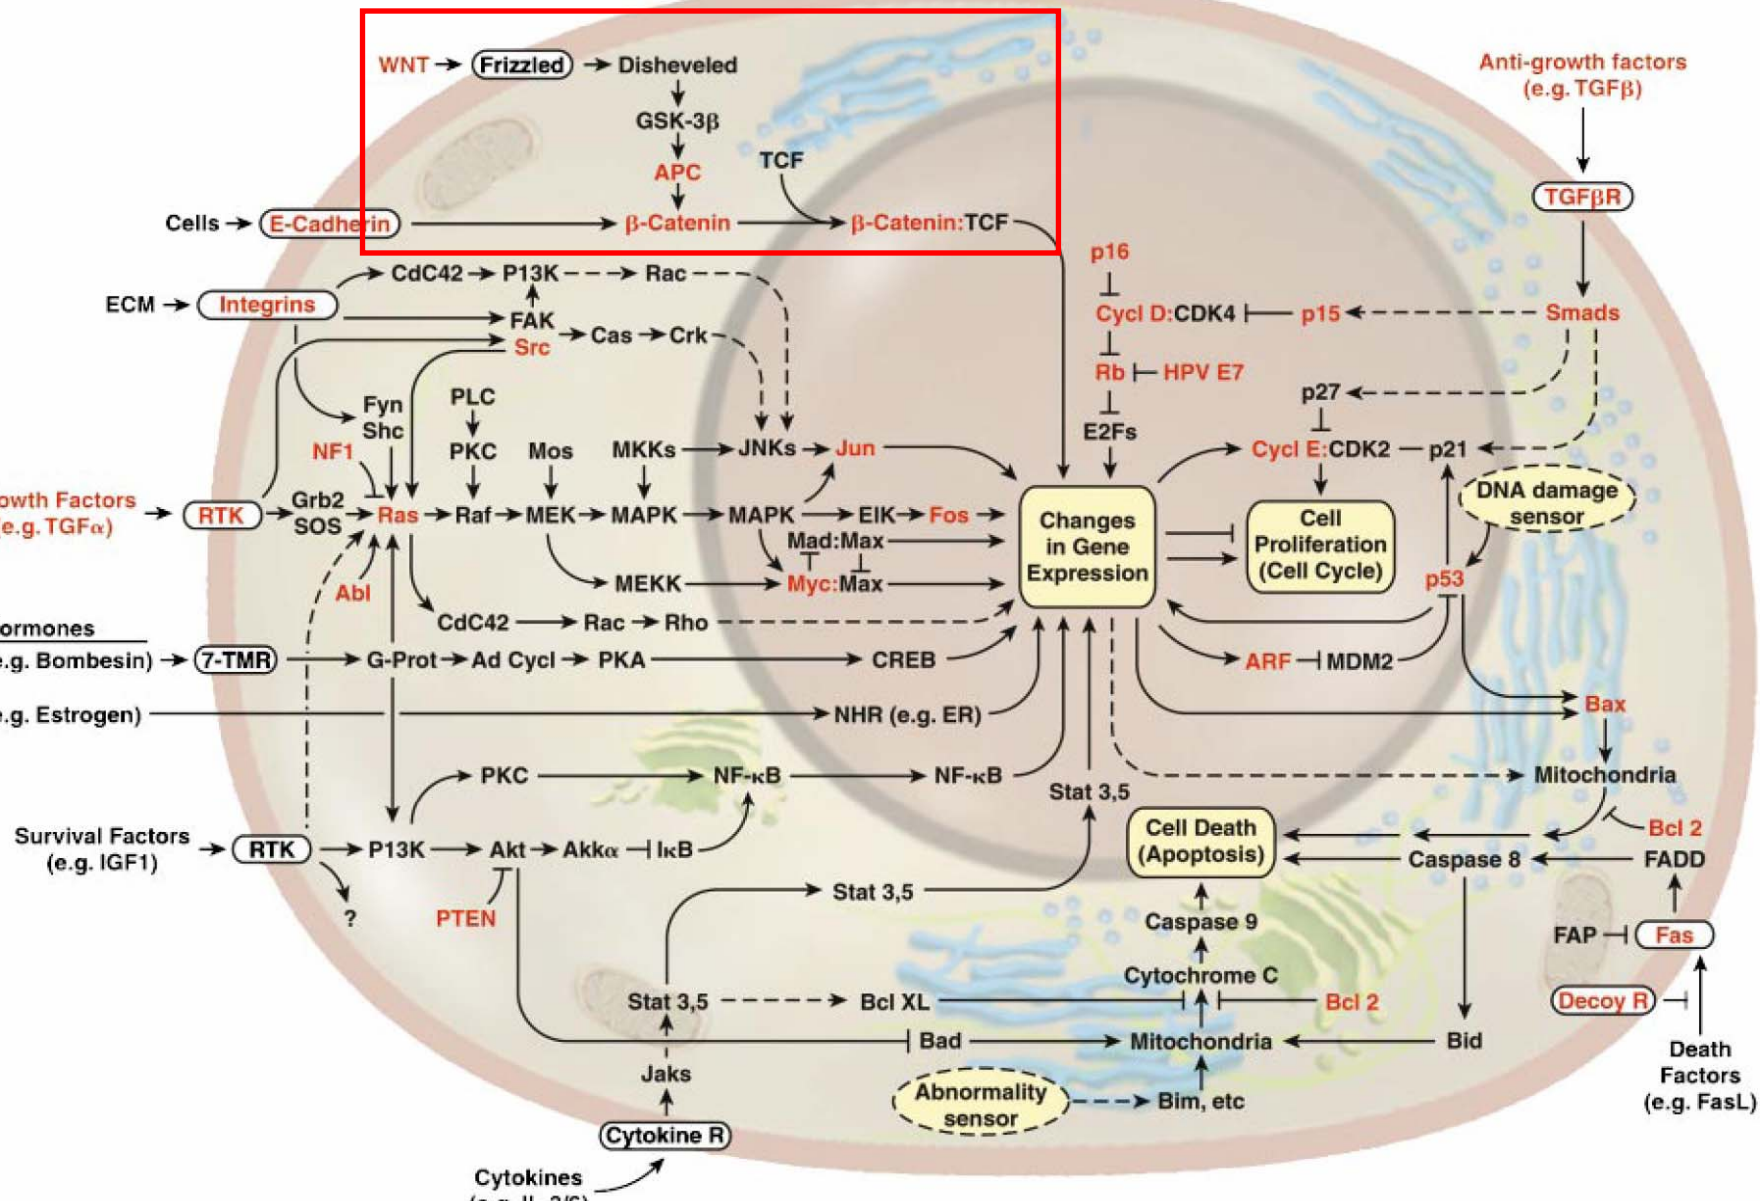 WNT
Frizzled
Disheveled
GSK-3β
APC
TCF
Cells
E-Cadherin
β-Catenin
β-Catenin:TCF
Anti-growth factors
(e.g. TGFβ)
TGFβR
Smads
p16
Cycl D:CDK4
p15
Rb
HPV E7
E2Fs
p27
Cycl E:CDK2
p21
DNA damage
sensor
CdC42
P13K
Rac
ECM
Integrins
FAK
Src
Cas
Crk
Fyn
Shc
PLC
NF1
PKC
Mos
MKKs
JNKs
Jun
owth Factors
(e.g. TGFα)
RTK
Grb2
SOS
Ras
Raf
MEK
MAPK
MAPK
EIK
Fos
Mad:Max
Abl
MEKK
Myc:Max
CdC42
Rac
Rho
Changes
in Gene
Expression
Cell
Proliferation
(Cell Cycle)
p53
ARF
MDM2
ormones
e.g. Bombesin)
7-TMR
G-Prot
Ad Cycl
PKA
CREB
e.g. Estrogen)
NHR (e.g. ER)
Bax
PKC
NF-κB
NF-κB
Mitochondria
Stat 3,5
Survival Factors
(e.g. IGF1)
RTK
P13K
Akt
Akkα
IκB
?
PTEN
Stat 3,5
Cell Death
(Apoptosis)
Bcl 2
Caspase 8
FADD
Caspase 9
FAP
Fas
Cytochrome C
Stat 3,5
Bcl XL
Bcl 2
Decoy R
Bad
Mitochondria
Bid
Jaks
Death
Factors
(e.g. FasL)
Abnormality
sensor
Bim, etc
Cytokine R
Cytokines